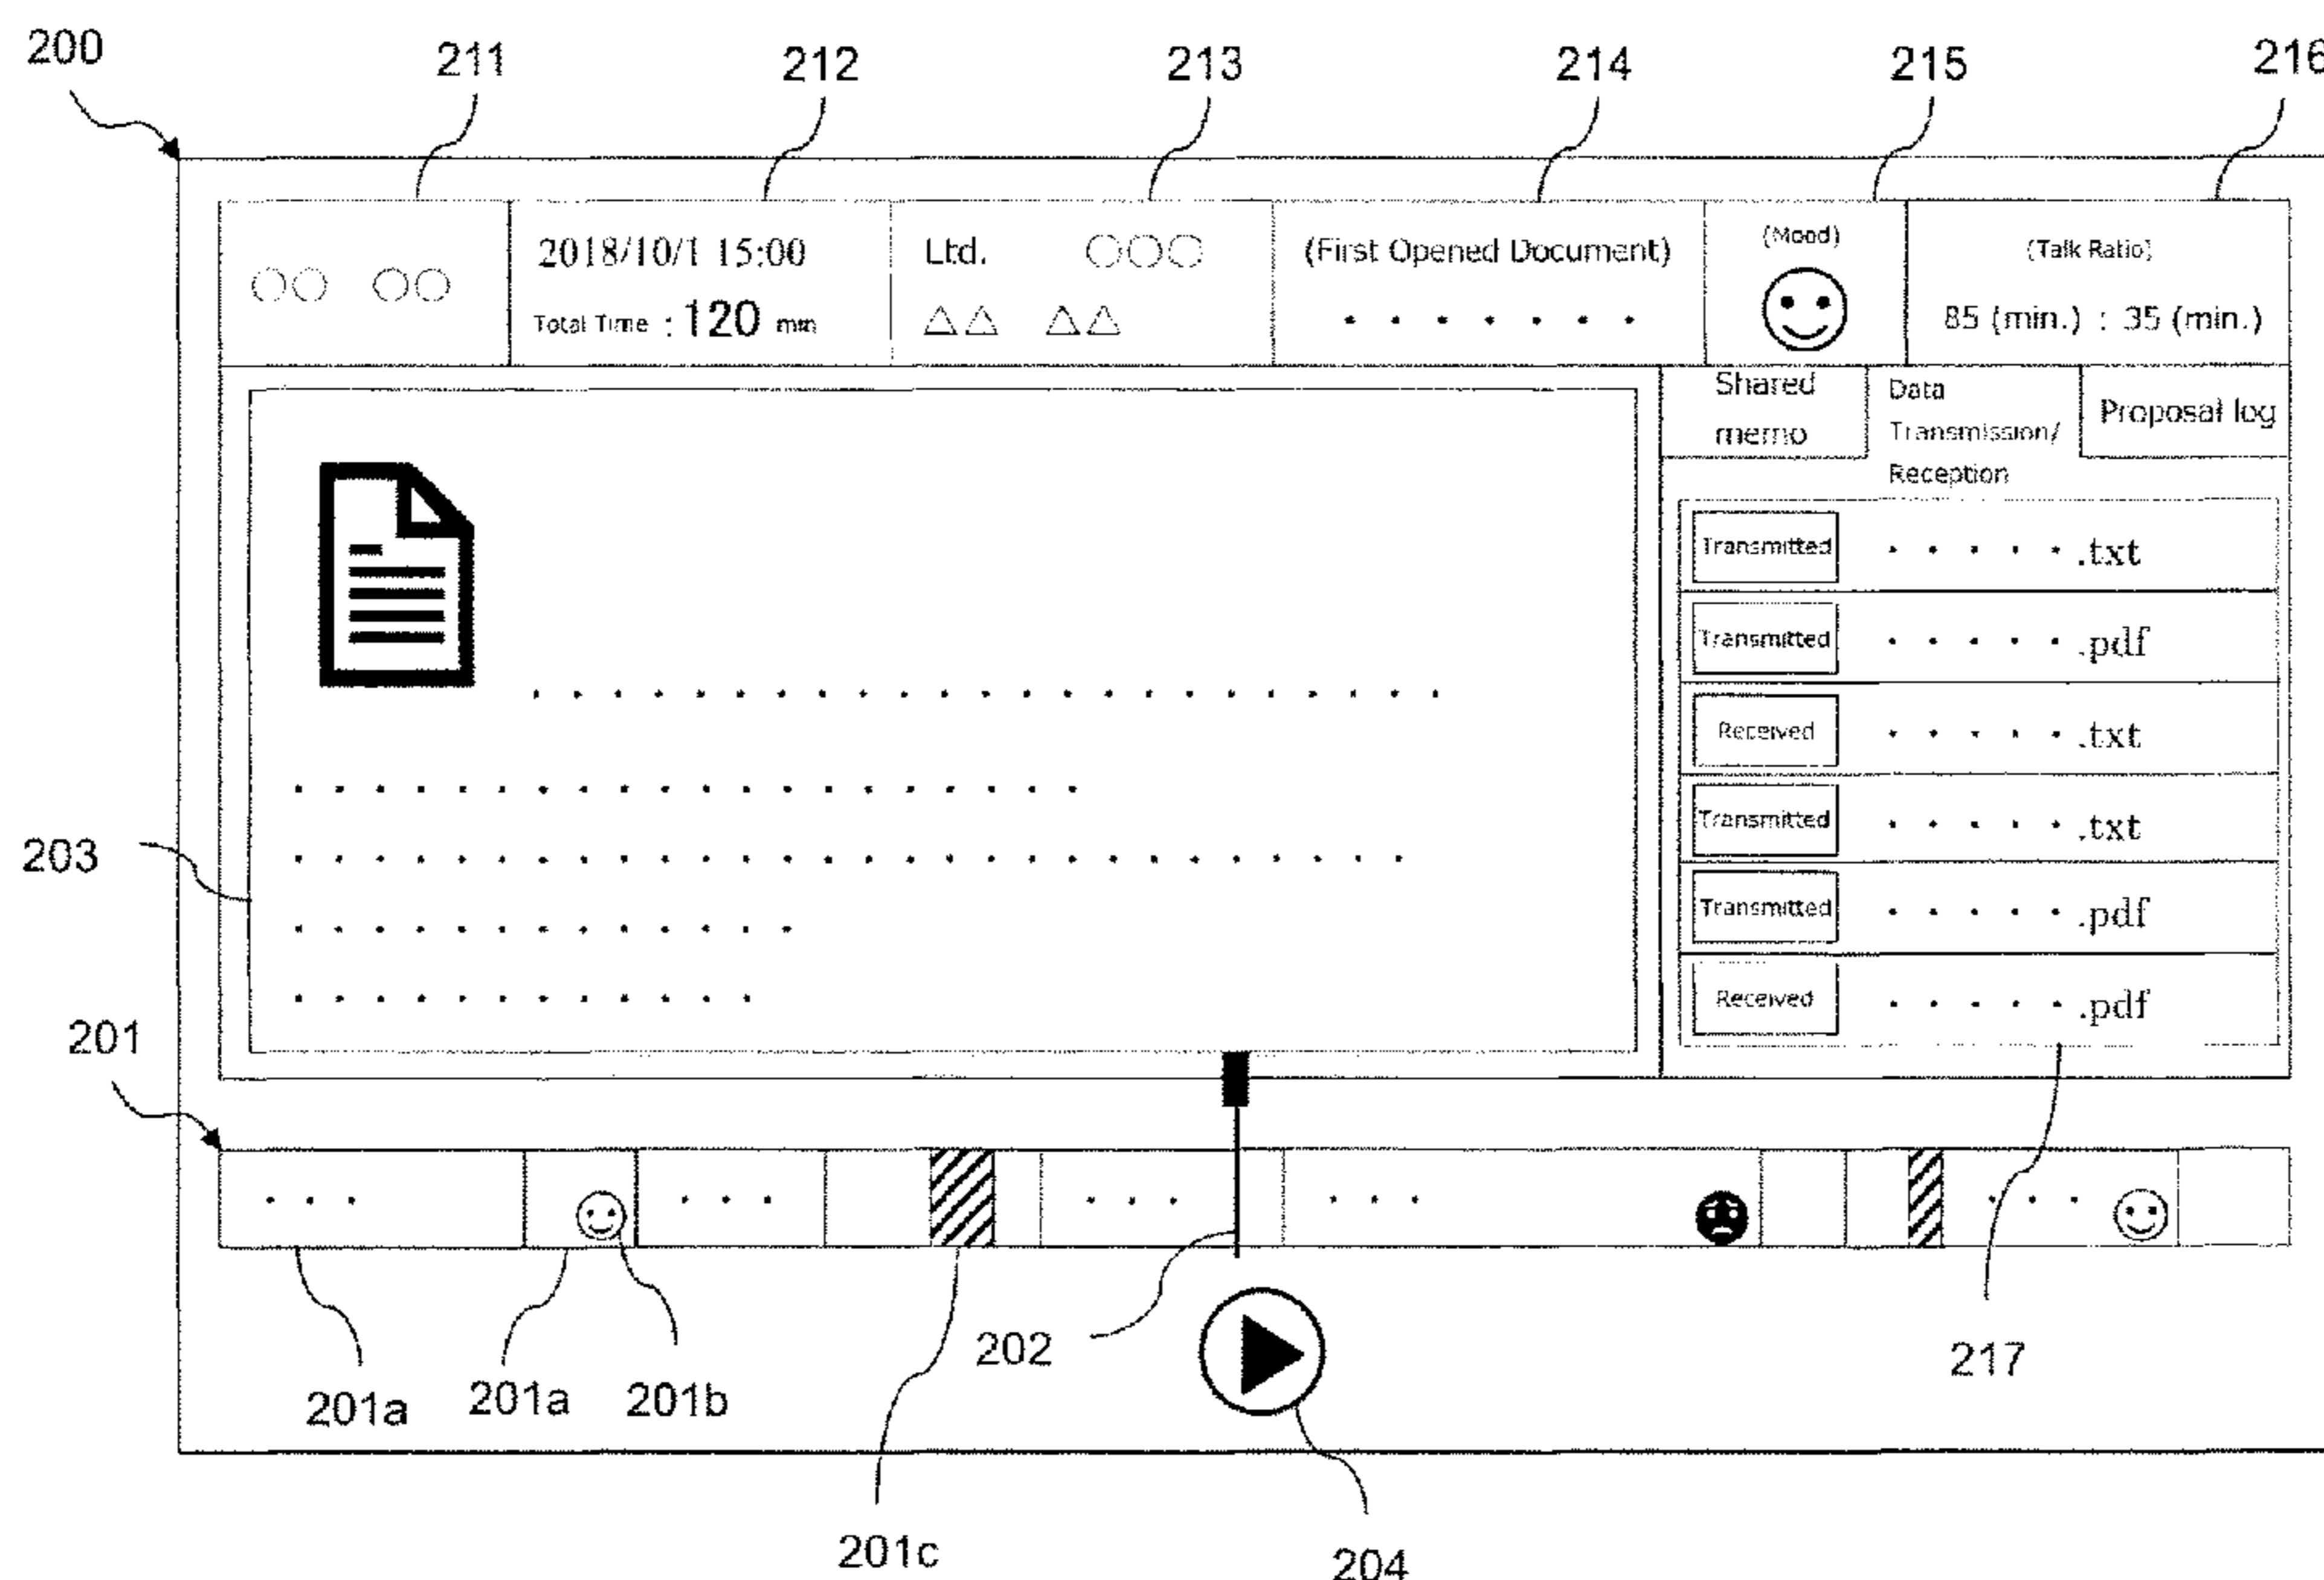 200
211
212
213
214
215
216
○○ ○○
2018/10/1 15:00
Total Time : 120 min
Ltd. ○○○
△△ △△
(First Opened Document)
· · · · · · ·
(Mood)
(Talk Ratio)
85 (min.) : 35 (min.)
Shared
memo
Data
Transmission/
Reception
Proposal log
Transmitted · · · · · .txt
Transmitted · · · · · .pdf
Received · · · · · .txt
Transmitted · · · · · .txt
Transmitted · · · · · .pdf
Received · · · · · .pdf
203
201
201a
201a
201b
201c
202
204
217